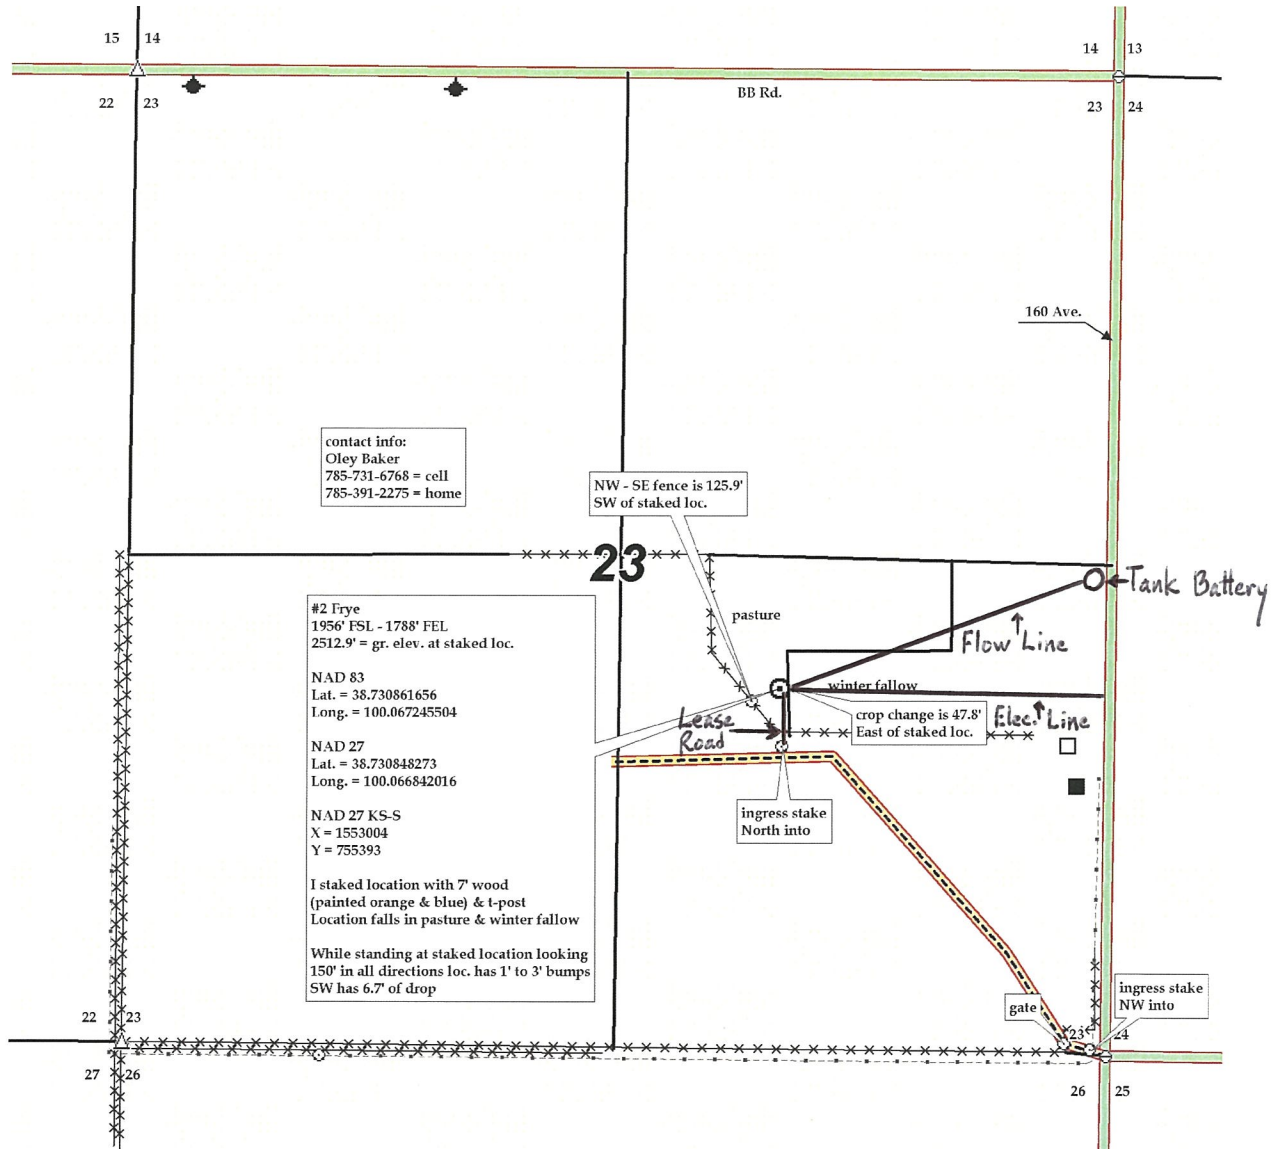 15 14
14 13
22 23
BB Rd.
23 24
160 Ave.
contact info:
Oley Baker
785-731-6768 = cell
785-391-2275 = home
NW - SE fence is 125.9'
SW of staked loc.
23
Tank Battery
#2 Frye
1956' FSL - 1788' FEL
2512.9' = gr. elev. at staked loc.
NAD 83
Lat. = 38.730861656
Long. = 100.067245504
NAD 27
Lat. = 38.730848273
Long. = 100.066842016
NAD 27 KS-S
X = 1553004
Y = 755393
I staked location with 7' wood
(painted orange & blue) & t-post
Location falls in pasture & winter fallow
While standing at staked location looking
150' in all directions loc. has 1' to 3' bumps
SW has 6.7' of drop
pasture
Flow Line
winter fallow
crop change is 47.8'
East of staked loc.
Elec. Line
Lease
Road
ingress stake
North into
ingress stake
NW into
gate
22 23
23 24
27 26
26 25